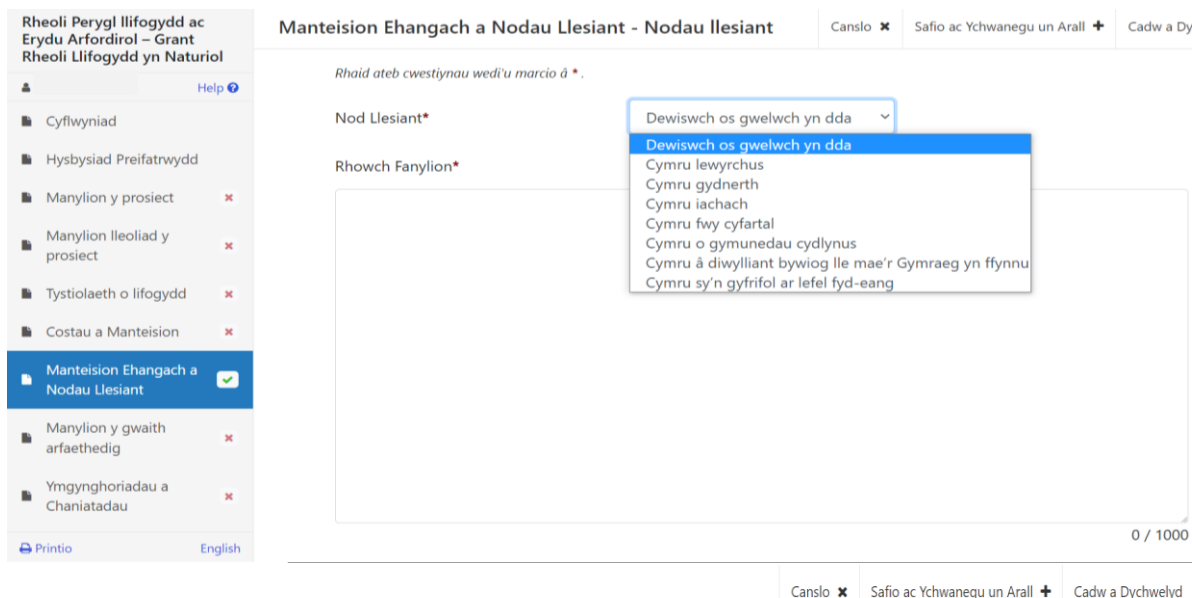 Rheoli Perygl llifogydd ac
Erydu Arfordirol – Grant
Rheoli Llifogydd yn Naturiol
Help
Cyflwyniad
Hysbysiad Preifatrwydd
Manylion y prosiect
Manylion lleoliad y
prosiect
Tystiolaeth o lifogydd
Costau a Manteision
Manteision Ehangach a
Nodau Llesiant
Manylion y gwaith
arfaethedig
Ymgynghoriadau a
Chaniatadau
Printio English
Manteision Ehangach a Nodau Llesiant - Nodau llesiant
Canslo ✖ Safio ac Ychwanegu un Arall ✚ Cadw a Dy
Rhaid ateb cwestiynau wedi'u marcio â * .
Nod Llesiant*
Dewiswch os gwelwch yn dda
Dewiswch os gwelwch yn dda
Cymru lewyrchus
Cymru gydnerth
Cymru iachach
Cymru fwy cyfartal
Cymru o gymunedau cydlynus
Cymru â diwylliant bywiog lle mae'r Gymraeg yn ffynnu
Cymru sy'n gyfrifol ar lefel fyd-eang
Rhowch Fanylion*
0 / 1000
Canslo ✖ Safio ac Ychwanegu un Arall ✚ Cadw a Dychwelyd